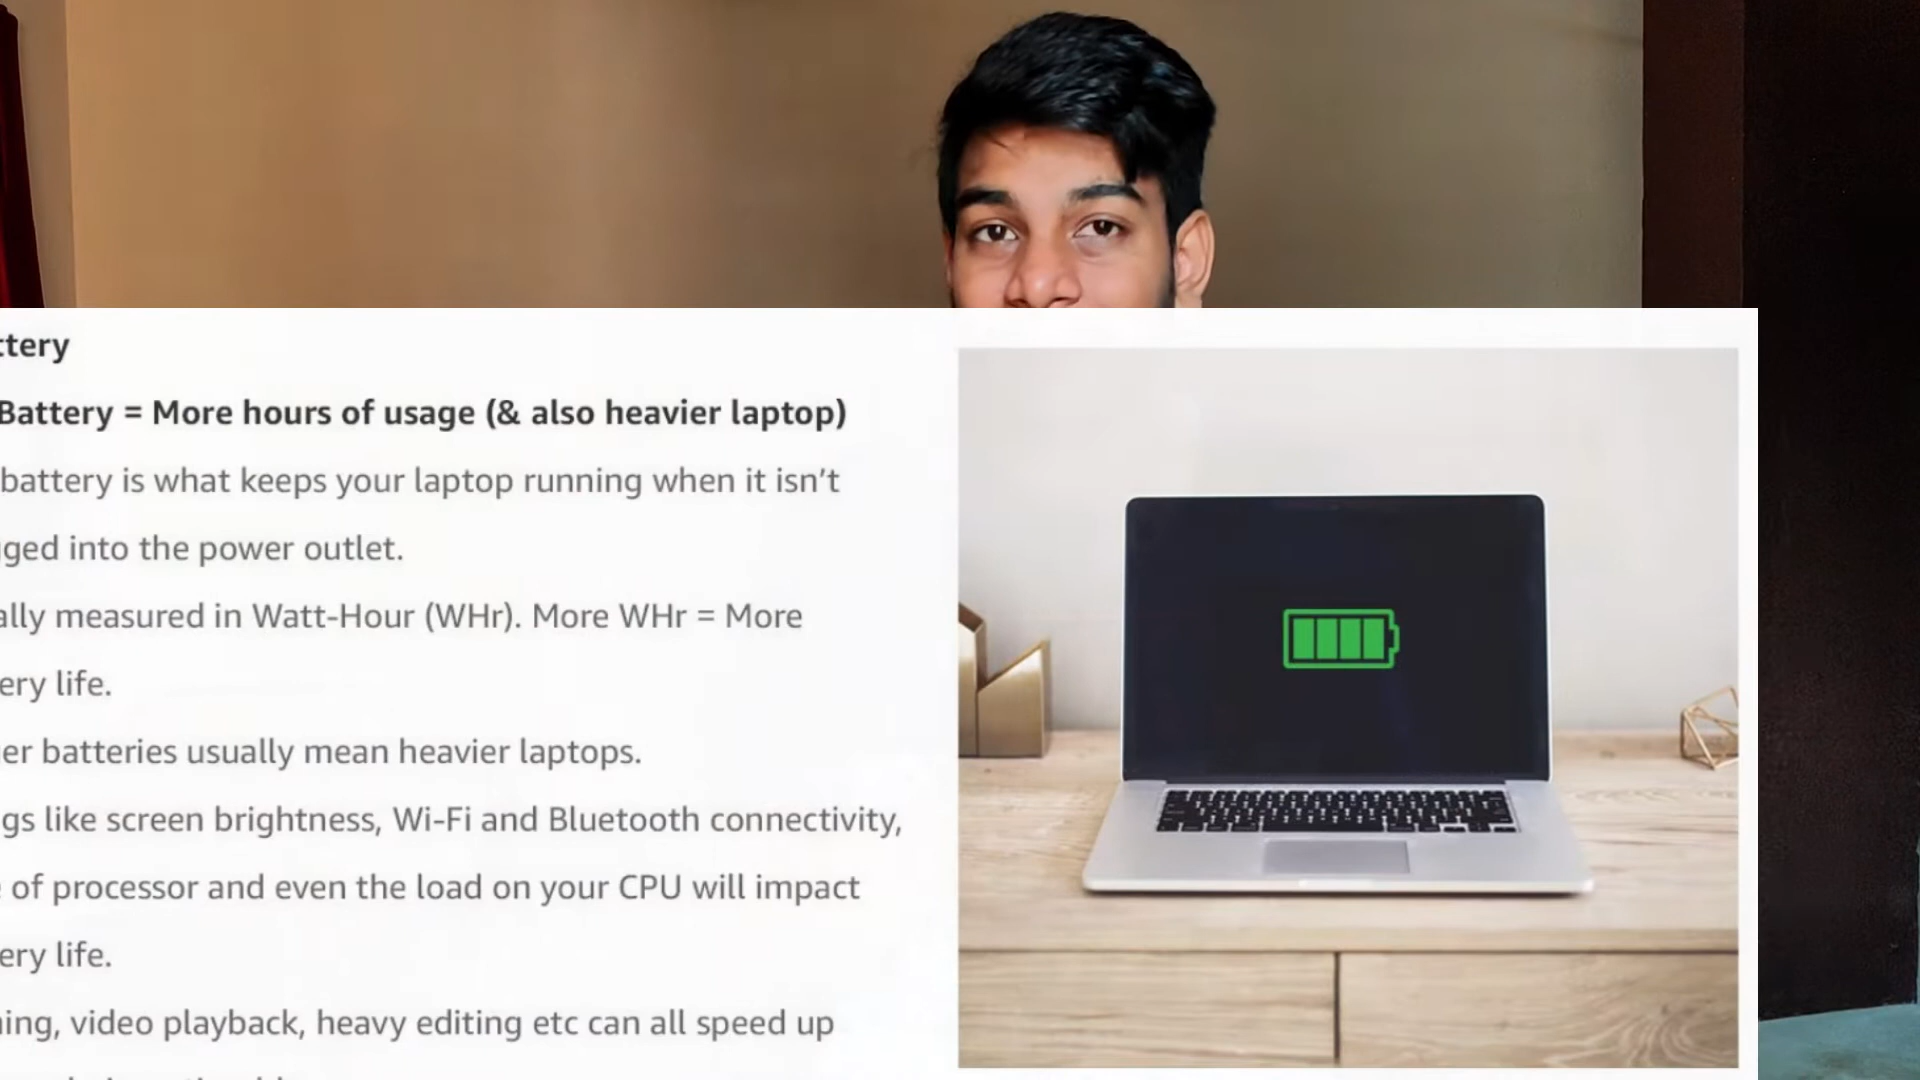 ttery
Battery = More hours of usage (& also heavier laptop)
battery is what keeps your laptop running when it isn't
gged into the power outlet.
ally measured in Watt-Hour (WHr). More WHr = More
ery life.
er batteries usually mean heavier laptops.
gs like screen brightness, Wi-Fi and Bluetooth connectivity,
of processor and even the load on your CPU will impact
ery life.
ing, video playback, heavy editing etc can all speed up